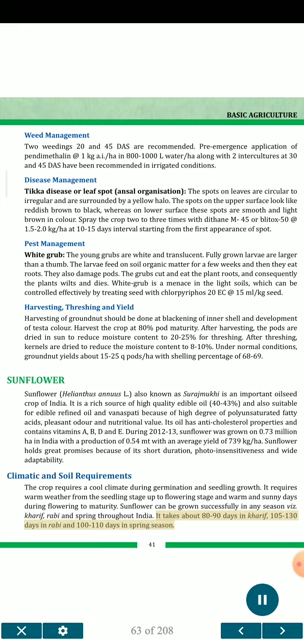 BASIC AGRICULTURE
Weed Management
Two weedings 20 and 45 DAS are recommended. Pre-emergence application of
pendimethalin @ 1 kg a.i./ha in 800-1000 L water/ha along with 2 intercultures at 30
and 45 DAS have been recommended in irrigated conditions.
Disease Management
Tikka disease or leaf spot (ansal organisation): The spots on leaves are circular to
irregular and are surrounded by a yellow halo. The spots on the upper surface look like
reddish brown to black, whereas on lower surface these spots are smooth and light
brown in colour. Spray the crop two to three times with dithane M- 45 or blitox-50 @
1.5-2.0 kg/ha at 10-15 days interval starting from the first appearance of spot.
Pest Management
White grub: The young grubs are white and translucent. Fully grown larvae are larger
than a thumb. The larvae feed on soil organic matter for a few weeks and then they eat
roots. They also damage pods. The grubs cut and eat the plant roots, and consequently
the plants wilts and dies. White-grub is a menace in the light soils, which can be
controlled effectively by treating seed with chlorpyriphos 20 EC @ 15 ml/kg seed.
Harvesting, Threshing and Yield
Harvesting of groundnut should be done at blackening of inner shell and development
of testa colour. Harvest the crop at 80% pod maturity. After harvesting, the pods are
dried in sun to reduce moisture content to 20-25% for threshing. After threshing,
kernels are dried to reduce the moisture content to 8-10%. Under normal conditions,
groundnut yields about 15-25 q pods/ha with shelling percentage of 68-69.
SUNFLOWER
Sunflower (Helianthus annuus L.) also known as Surajmukhi is an important oilseed
crop of India. It is a rich source of high quality edible oil (40-43%) and also suitable
for edible refined oil and vanaspati because of high degree of polyunsaturated fatty
acids, pleasant odour and nutritional value. Its oil has anti-cholesterol properties and
contains vitamins A, B, D and E. During 2012-13, sunflower was grown on 0.73 million
ha in India with a production of 0.54 mt with an average yield of 739 kg/ha. Sunflower
holds great promises because of its short duration, photo-insensitiveness and wide
adaptability.
Climatic and Soil Requirements
The crop requires a cool climate during germination and seedling growth. It requires
warm weather from the seedling stage up to flowering stage and warm and sunny days
during flowering to maturity. Sunflower can be grown successfully in any season viz.
kharif, rabi and spring throughout India. It takes about 80-90 days in kharif, 105-130
days in rabi and 100-110 days in spring season.
41
63 of 208